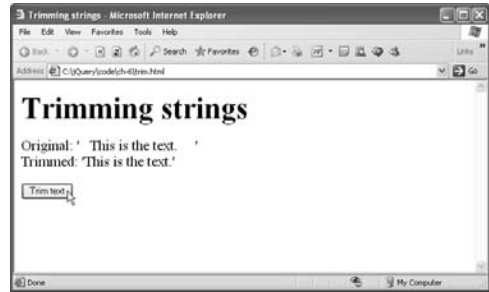 Trimming strings - Microsoft Internet Explorer
File Edit View Favorites Tools Help
Back Search Favorites Links »
Address C:\jQuery\code\ch-6\trim.html Go
Trimming strings
Original: '   This is the text.    '
Trimmed: 'This is the text.'
Trim text
Done My Computer